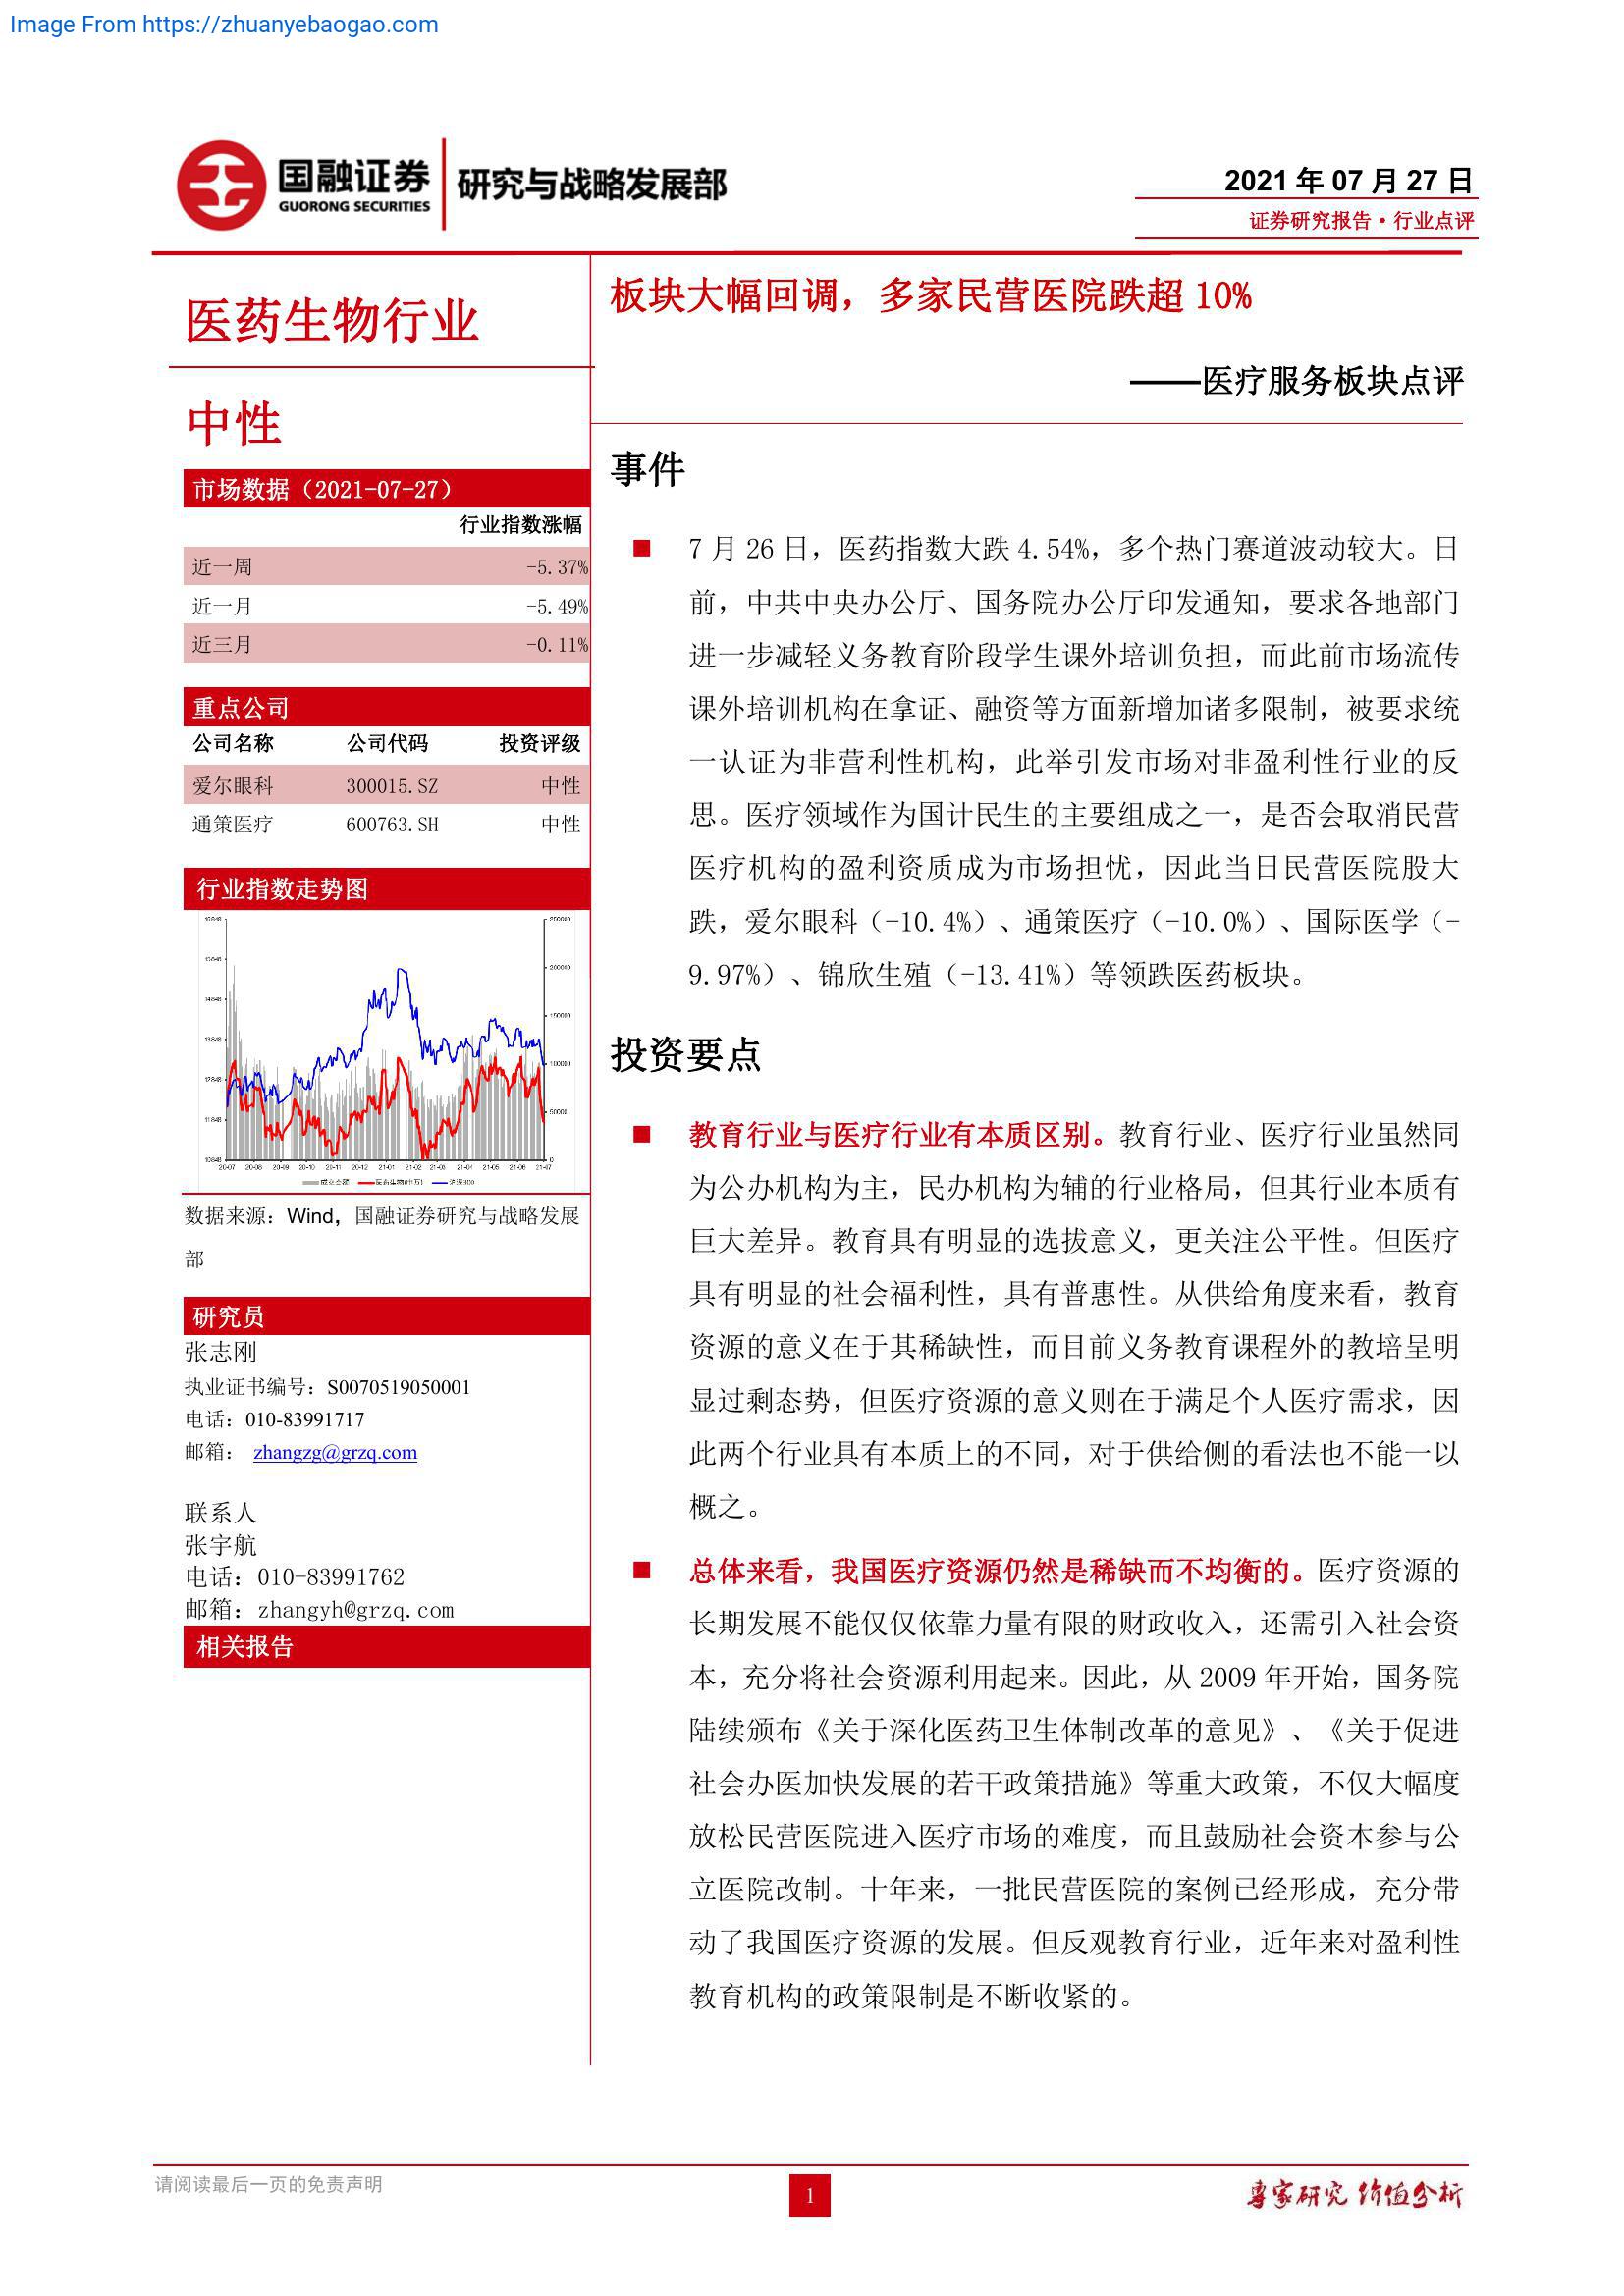 Image From https://zhuanyebaogao.com
国融证券
GUORONG SECURITIES
研究与战略发展部
2021 年 07 月 27 日
证券研究报告·行业点评
医药生物行业
中性
市场数据（2021-07-27）
行业指数涨幅
近一周 -5.37%
近一月 -5.49%
近三月 -0.11%
重点公司
公司名称 公司代码 投资评级
爱尔眼科 300015.SZ 中性
通策医疗 600763.SH 中性
行业指数走势图
250000
200000
150000
100000
50000
0
20-07 20-08 20-09 20-10 20-11 20-12 21-01 21-02 21-03 21-04 21-05 21-06 21-07
数据来源：Wind，国融证券研究与战略发展
部
研究员
张志刚
执业证书编号：S0070519050001
电话：010-83991717
邮箱： zhangzg@grzq.com
联系人
张宇航
电话：010-83991762
邮箱：zhangyh@grzq.com
相关报告
板块大幅回调，多家民营医院跌超 10%
——医疗服务板块点评
事件
7 月 26 日，医药指数大跌 4.54%，多个热门赛道波动较大。日
前，中共中央办公厅、国务院办公厅印发通知，要求各地部门
进一步减轻义务教育阶段学生课外培训负担，而此前市场流传
课外培训机构在拿证、融资等方面新增加诸多限制，被要求统
一认证为非营利性机构，此举引发市场对非盈利性行业的反
思。医疗领域作为国计民生的主要组成之一，是否会取消民营
医疗机构的盈利资质成为市场担忧，因此当日民营医院股大
跌，爱尔眼科（-10.4%）、通策医疗（-10.0%）、国际医学（-
9.97%）、锦欣生殖（-13.41%）等领跌医药板块。
投资要点
教育行业与医疗行业有本质区别。教育行业、医疗行业虽然同
为公办机构为主，民办机构为辅的行业格局，但其行业本质有
巨大差异。教育具有明显的选拔意义，更关注公平性。但医疗
具有明显的社会福利性，具有普惠性。从供给角度来看，教育
资源的意义在于其稀缺性，而目前义务教育课程外的教培呈明
显过剩态势，但医疗资源的意义则在于满足个人医疗需求，因
此两个行业具有本质上的不同，对于供给侧的看法也不能一以
概之。
总体来看，我国医疗资源仍然是稀缺而不均衡的。医疗资源的
长期发展不能仅仅依靠力量有限的财政收入，还需引入社会资
本，充分将社会资源利用起来。因此，从 2009 年开始，国务院
陆续颁布《关于深化医药卫生体制改革的意见》、《关于促进
社会办医加快发展的若干政策措施》等重大政策，不仅大幅度
放松民营医院进入医疗市场的难度，而且鼓励社会资本参与公
立医院改制。十年来，一批民营医院的案例已经形成，充分带
动了我国医疗资源的发展。但反观教育行业，近年来对盈利性
教育机构的政策限制是不断收紧的。
请阅读最后一页的免责声明
1
专家研究 价值分析